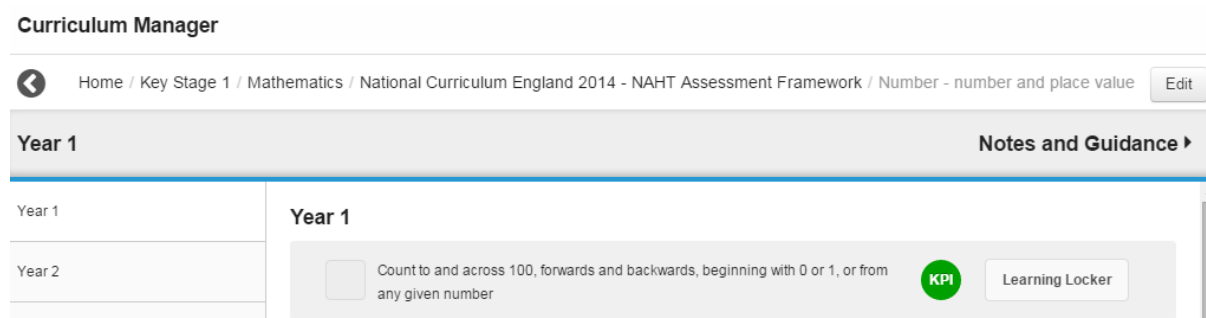 Curriculum Manager
Home / Key Stage 1 / Mathematics / National Curriculum England 2014 - NAHT Assessment Framework / Number - number and place value Edit
Year 1 Notes and Guidance
Year 1
Year 1
Year 2
Count to and across 100, forwards and backwards, beginning with 0 or 1, or from
any given number
KPI Learning Locker